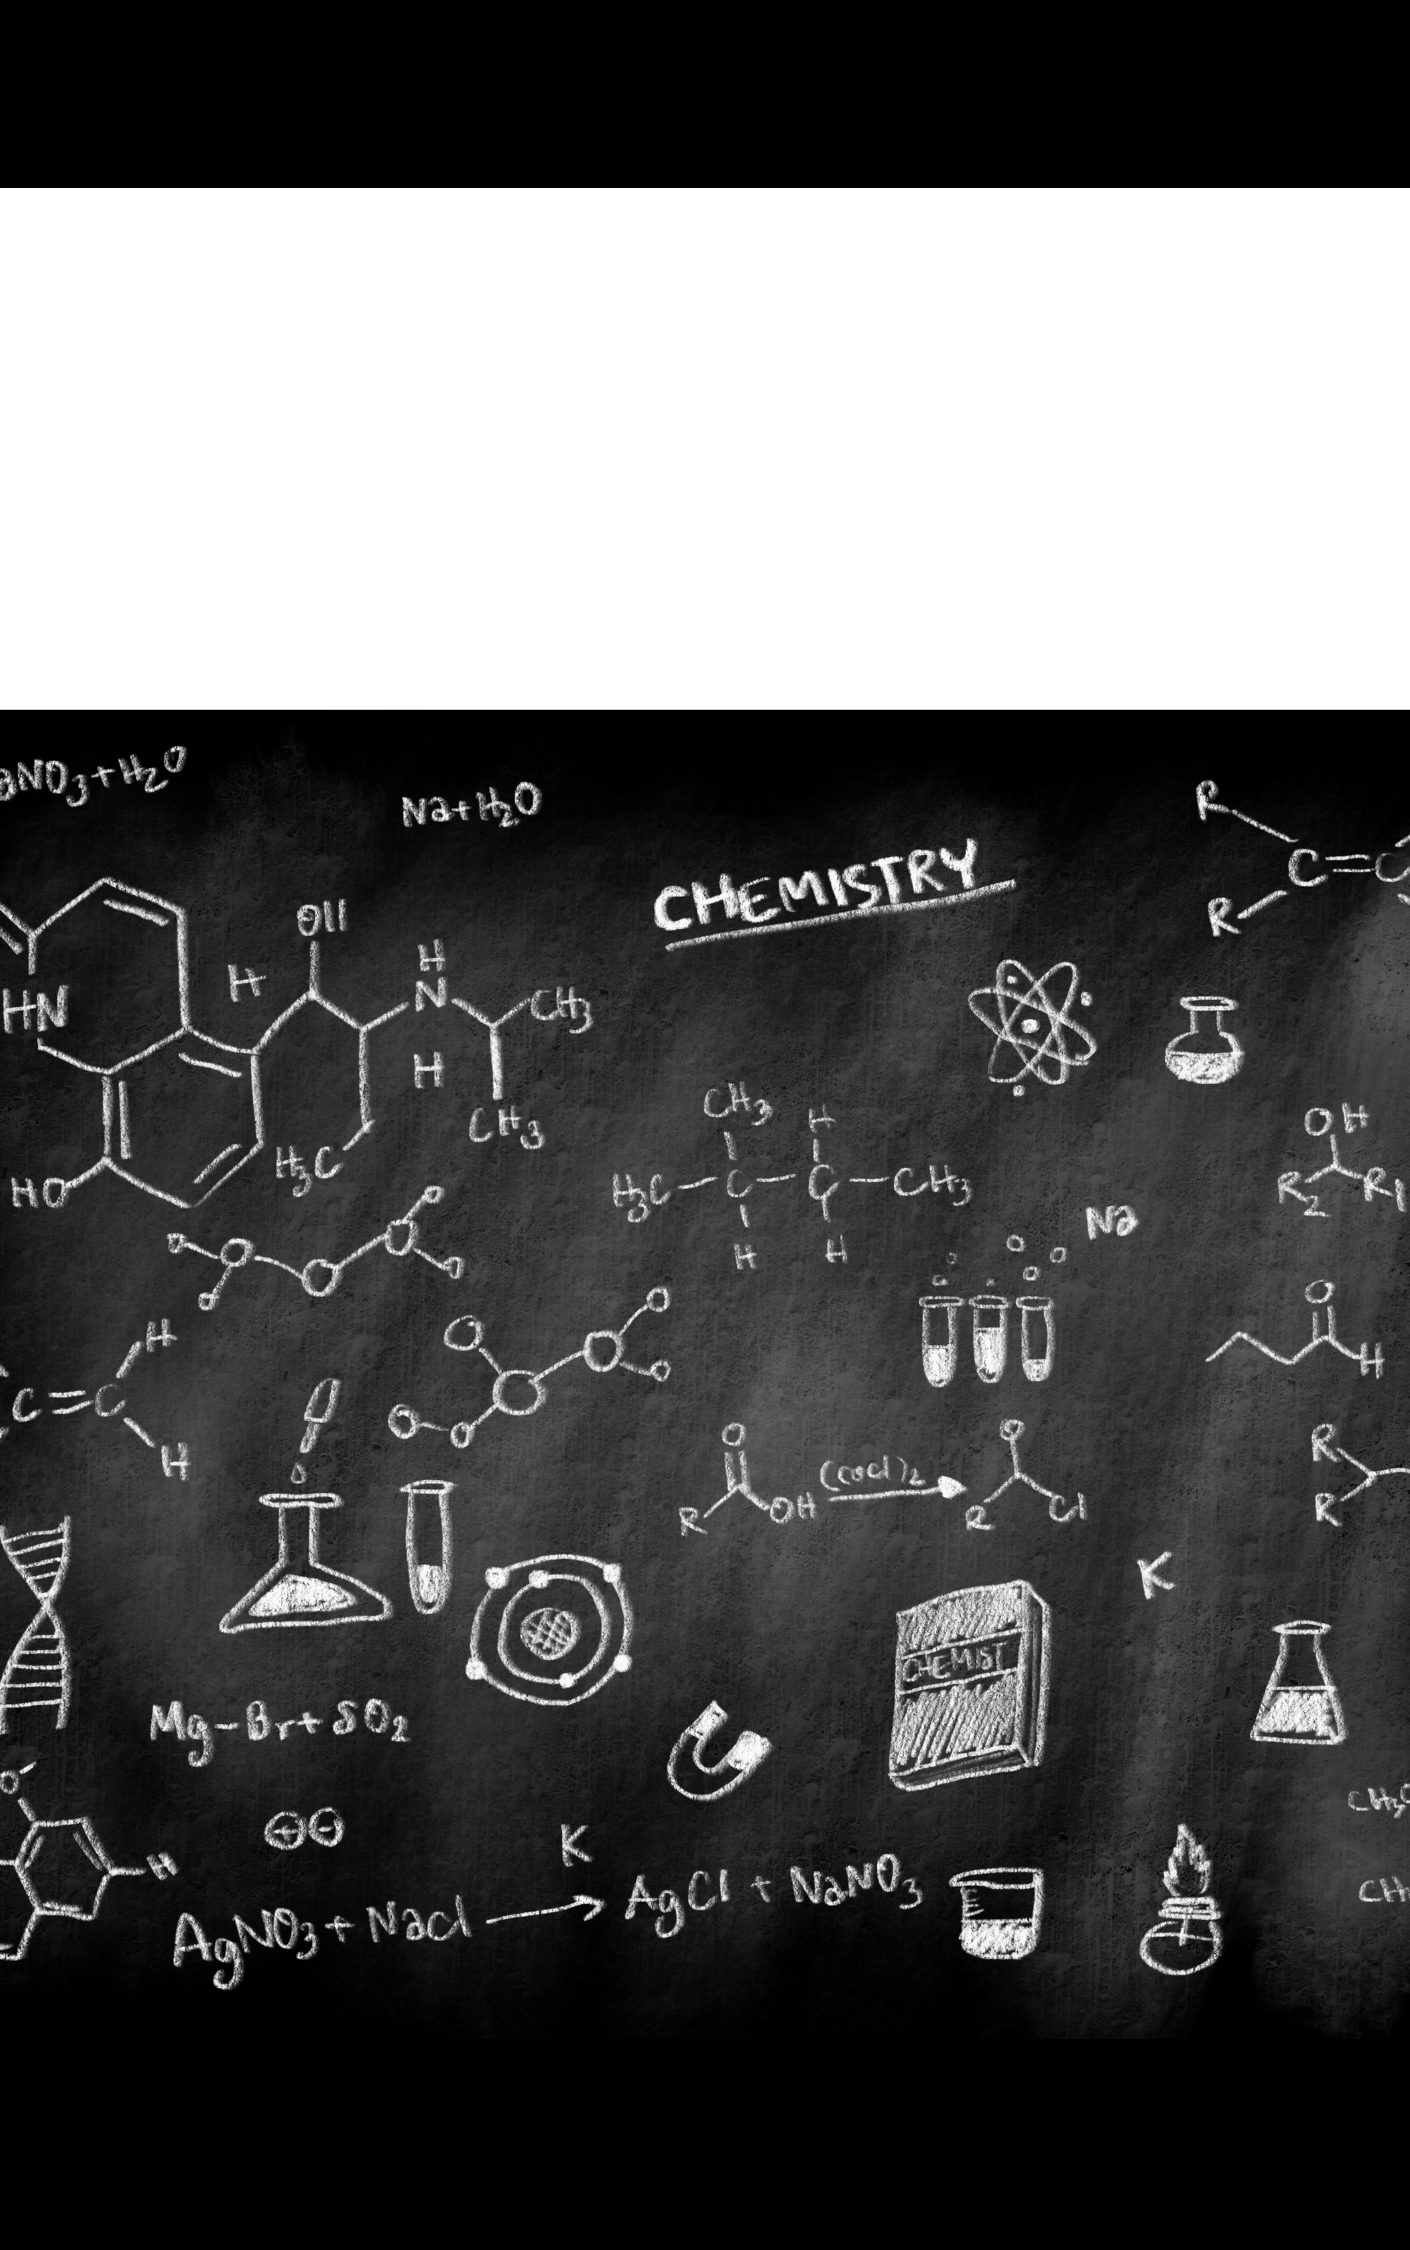 NO₃+H₂O
Na+H₂O
CHEMISTRY
R
C=C
R
OH
H
H
N
CH₃
HN
H
CH₃
H₃C
HO
CH₃
H
H₃C-C-C-CH₃
H
H
Na
OH
R₂
R₁
O
H
H
C=C
H
O
R
OH
(cocl)₂
O
R
Cl
R
R
K
CHEMIST
Mg-Br+SO₂
O
H
+ -
K
AgNO₃+Nacl → AgCl + NaNO₃
CH₃
CH